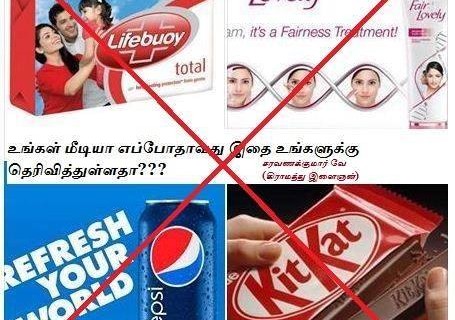 Lifebuoy
total
Lovely
am, it's a Fairness Treatment!
Fair
Lovely
உங்கள் மீடியா எப்போதாவது இதை உங்களுக்கு
தெரிவித்துள்ளதா???
சரவணக்குமார் வே
(கிராமத்து இளைஞன்)
REFRESH
YOUR
WORLD
pepsi
KitKat